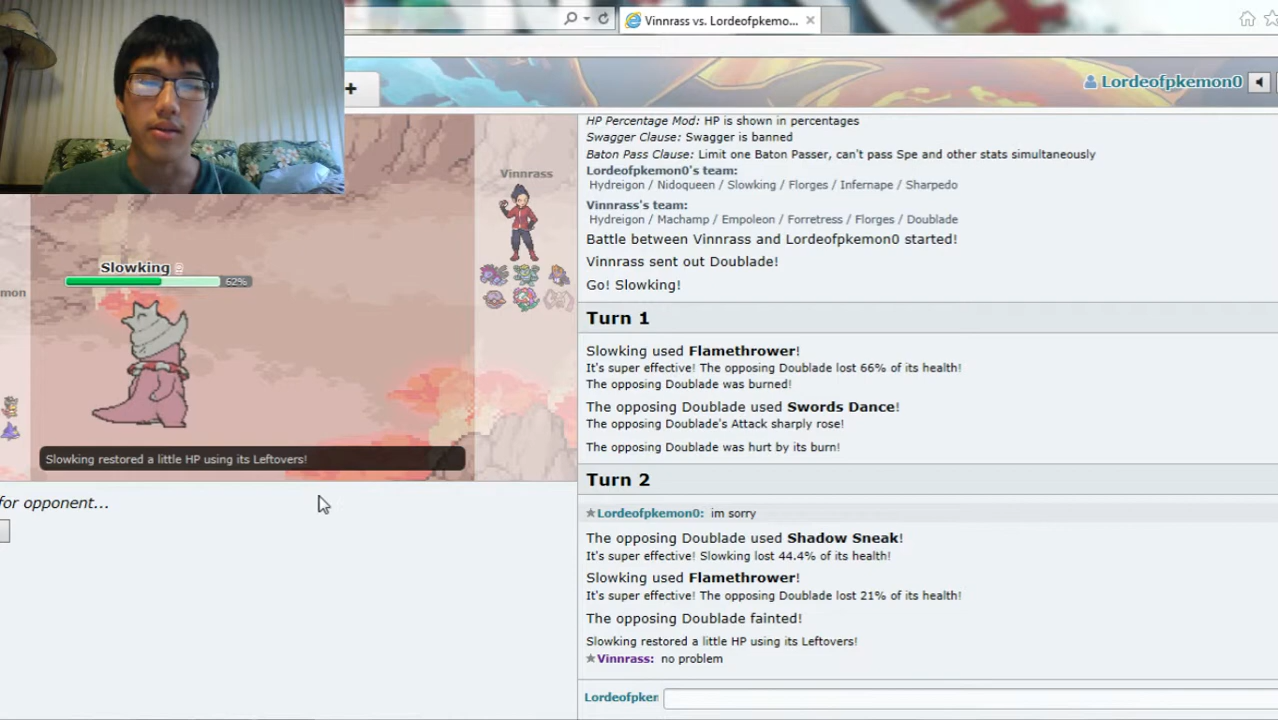 Vinnrass vs. Lordeofpkemo...
+
Lordeofpkemon0
HP Percentage Mod: HP is shown in percentages
Swagger Clause: Swagger is banned
Baton Pass Clause: Limit one Baton Passer, can't pass Spe and other stats simultaneously
Lordeofpkemon0's team:
Hydreigon / Nidoqueen / Slowking / Florges / Infernape / Sharpedo
Vinnrass's team:
Hydreigon / Machamp / Empoleon / Forretress / Florges / Doublade
Battle between Vinnrass and Lordeofpkemon0 started!
Vinnrass sent out Doublade!
Go! Slowking!
Turn 1
Slowking used Flamethrower!
It's super effective! The opposing Doublade lost 66% of its health!
The opposing Doublade was burned!
The opposing Doublade used Swords Dance!
The opposing Doublade's Attack sharply rose!
The opposing Doublade was hurt by its burn!
Turn 2
★Lordeofpkemon0: im sorry
The opposing Doublade used Shadow Sneak!
It's super effective! Slowking lost 44.4% of its health!
Slowking used Flamethrower!
It's super effective! The opposing Doublade lost 21% of its health!
The opposing Doublade fainted!
Slowking restored a little HP using its Leftovers!
★Vinnrass: no problem
Lordeofpker
Vinnrass
mon
Slowking
62%
Slowking restored a little HP using its Leftovers!
for opponent...